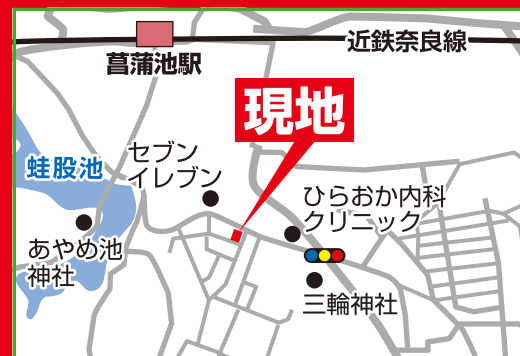 近鉄奈良線
菖蒲池駅
現地
セブン
イレブン
蛙股池
ひらおか内科
クリニック
あやめ池
神社
三輪神社